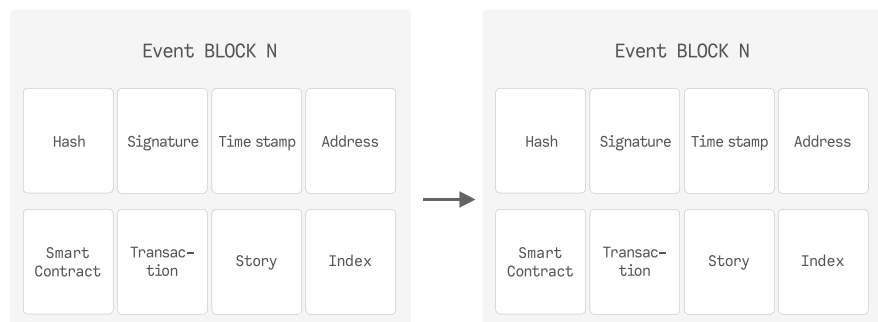 Event BLOCK N
Hash
Signature
Time stamp
Address
Smart
Contract
Transac-
tion
Story
Index
Event BLOCK N
Hash
Signature
Time stamp
Address
Smart
Contract
Transac-
tion
Story
Index